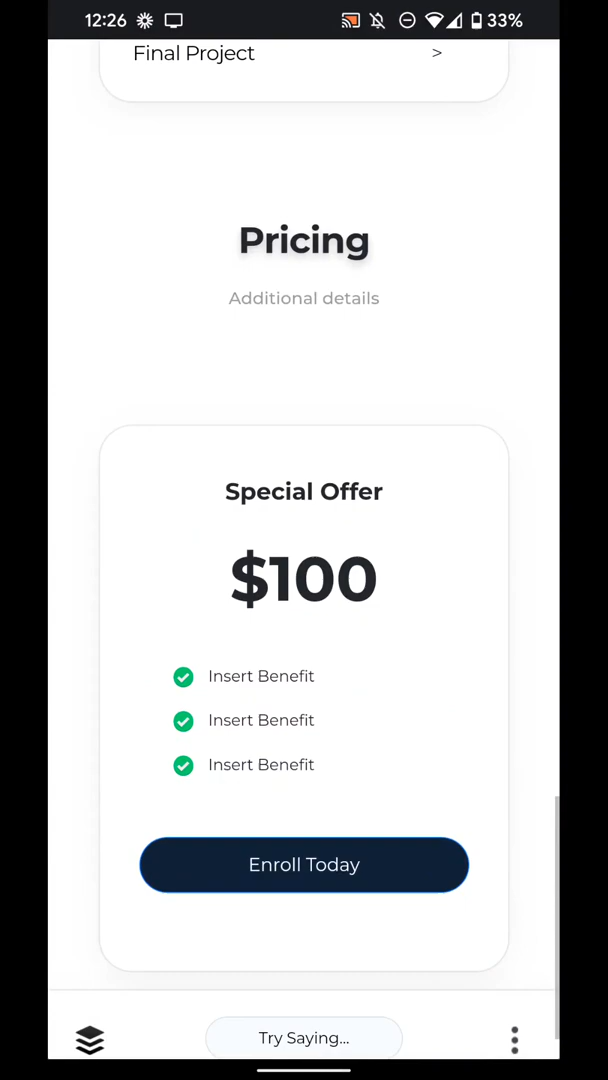 12:26
33%
Final Project >
Pricing
Additional details
Special Offer
$100
Insert Benefit
Insert Benefit
Insert Benefit
Enroll Today
Try Saying...